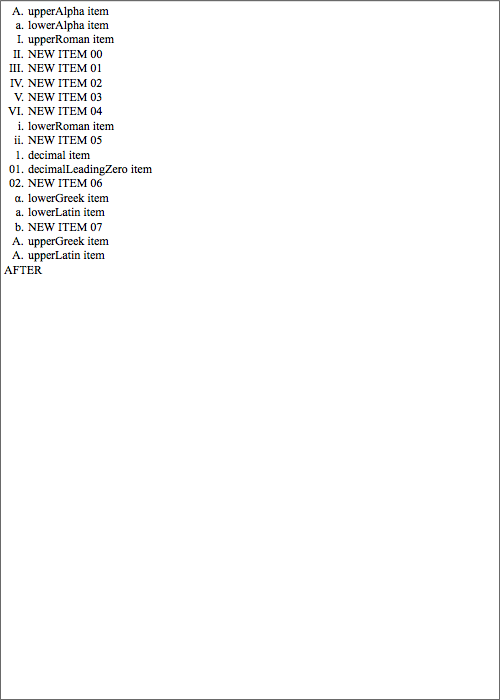 A. upperAlpha item
a. lowerAlpha item
I. upperRoman item
II. NEW ITEM 00
III. NEW ITEM 01
IV. NEW ITEM 02
V. NEW ITEM 03
VI. NEW ITEM 04
i. lowerRoman item
ii. NEW ITEM 05
1. decimal item
01. decimalLeadingZero item
02. NEW ITEM 06
α. lowerGreek item
a. lowerLatin item
b. NEW ITEM 07
A. upperGreek item
A. upperLatin item
AFTER